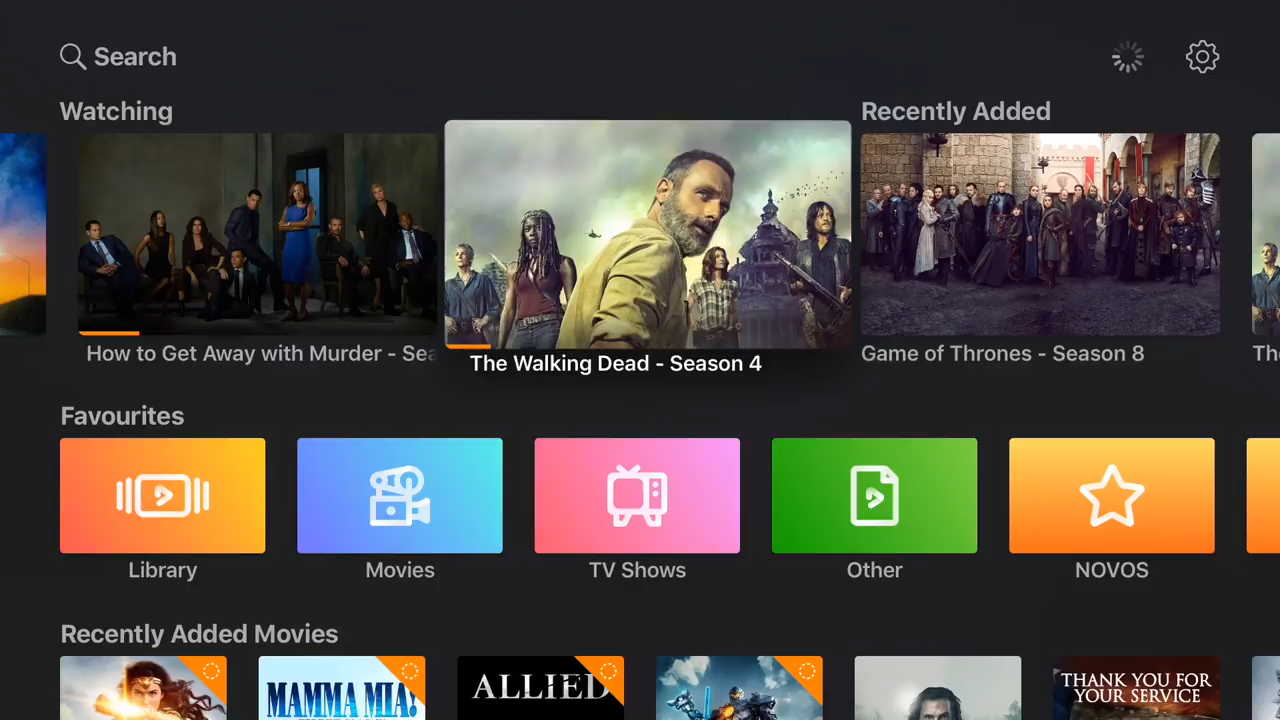 Search
Watching
Recently Added
How to Get Away with Murder - Sea
The Walking Dead - Season 4
Game of Thrones - Season 8
Th
Favourites
Library
Movies
TV Shows
Other
NOVOS
Recently Added Movies
MAMMA MIA!
ALLIED
THANK YOU FOR
YOUR SERVICE